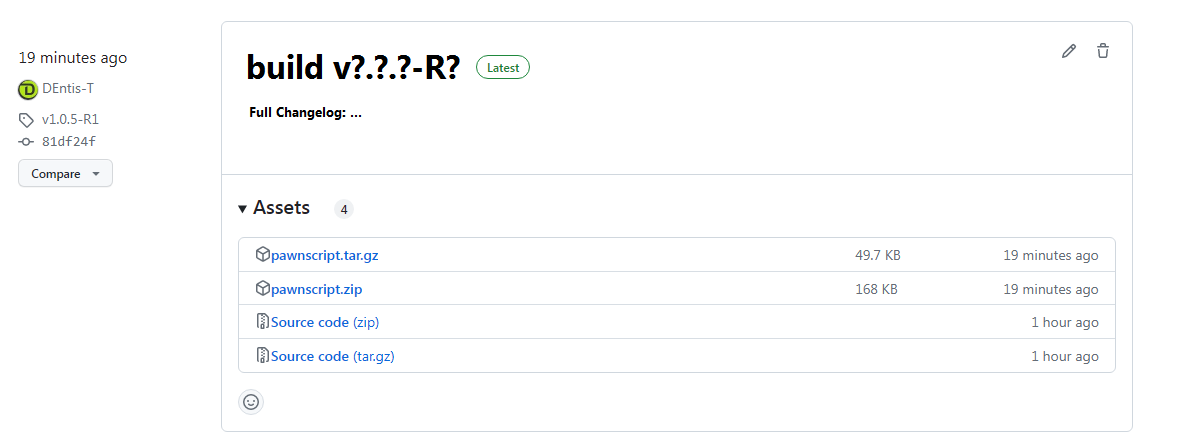 19 minutes ago
DEntis-T
v1.0.5-R1
81df24f
Compare
build v?.?.?-R? Latest
Full Changelog: ...
Assets 4
pawnscript.tar.gz 49.7 KB 19 minutes ago
pawnscript.zip 168 KB 19 minutes ago
Source code (zip) 1 hour ago
Source code (tar.gz) 1 hour ago